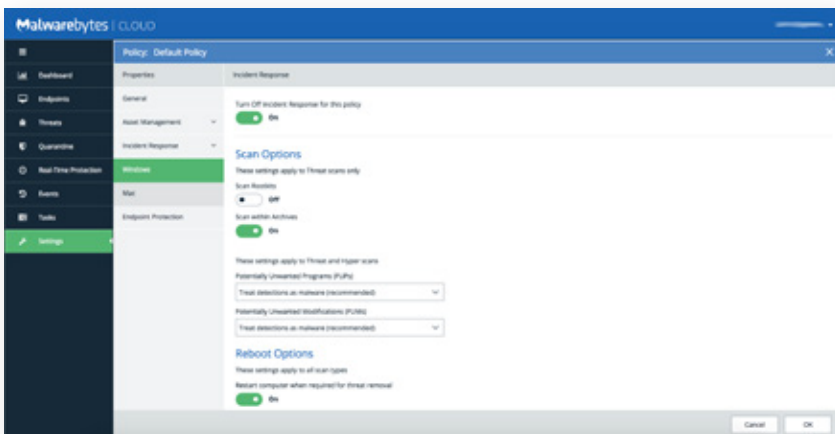 Malwarebytes | CLOUD
Policy: Default Policy
X
Dashboard
Endpoints
Threats
Quarantine
Real-Time Protection
Events
Tasks
Settings
Properties
General
Asset Management
Incident Response
Windows
Mac
Endpoint Protection
Incident Response
Turn Off Incident Response for this policy
On
Scan Options
These settings apply to Threat scans only
Scan Rootkits
Off
Scan within Archives
On
These settings apply to Threat and Hyper scans
Potentially Unwanted Programs (PUPs)
Treat detections as malware (recommended)
Potentially Unwanted Modifications (PUMs)
Treat detections as malware (recommended)
Reboot Options
These settings apply to all scan types
Restart computer when required for threat removal
On
Cancel
OK